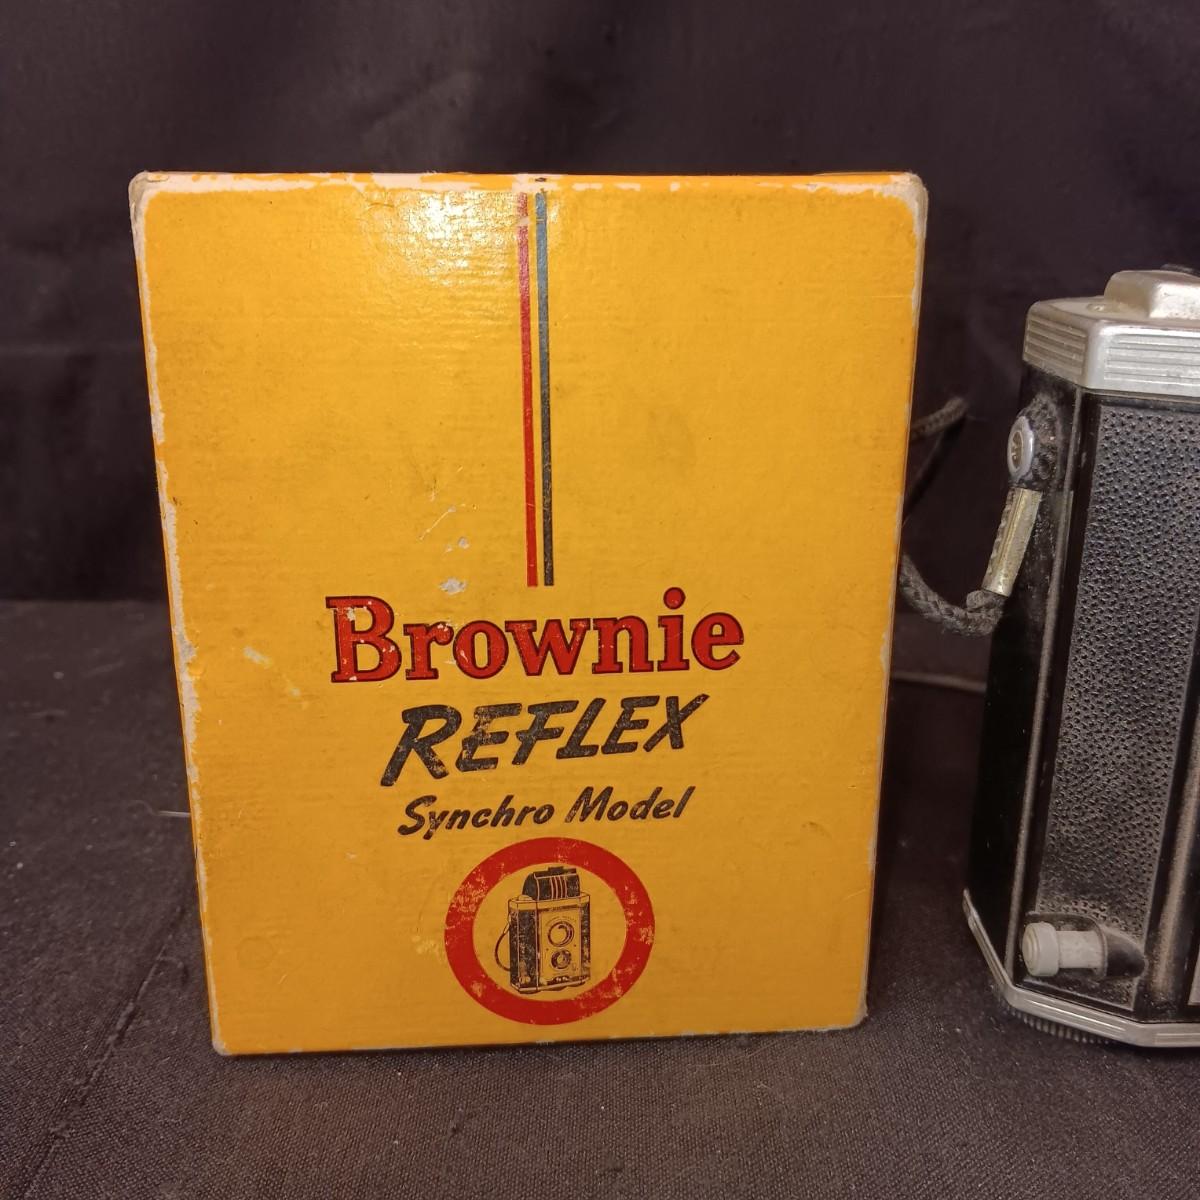 Brownie
REFLEX
Synchro Model